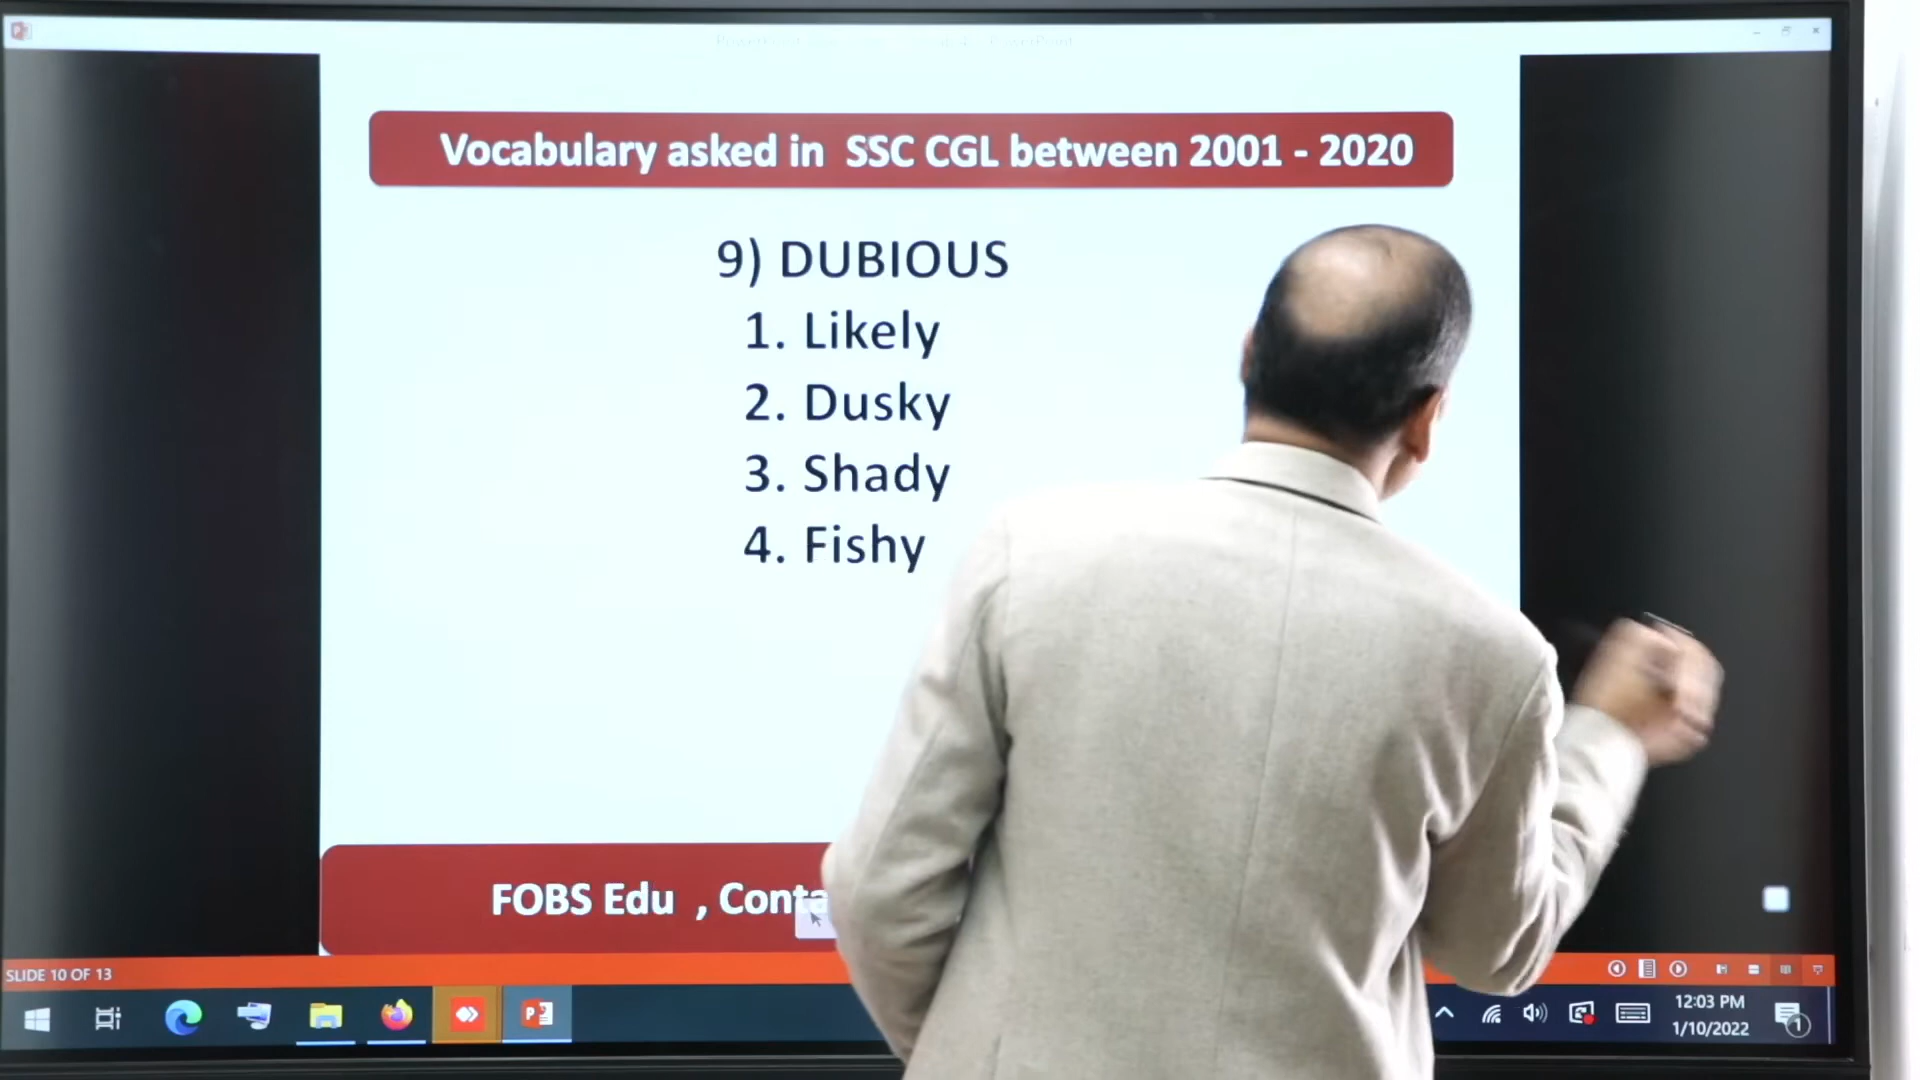 Vocabulary asked in SSC CGL between 2001 - 2020
9) DUBIOUS
1. Likely
2. Dusky
3. Shady
4. Fishy
FOBS Edu , Conta
SLIDE 10 OF 13
12:03 PM
1/10/2022
1